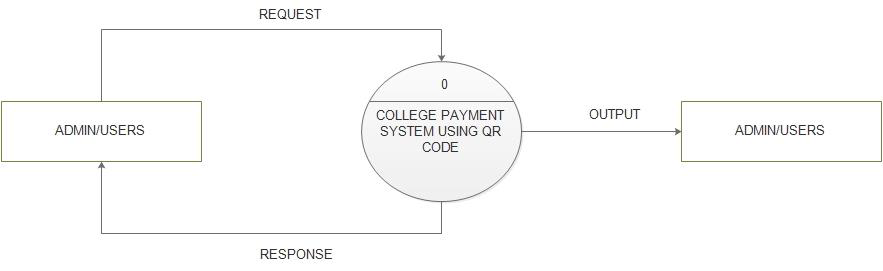 REQUEST
0
ADMIN/USERS
COLLEGE PAYMENT
SYSTEM USING QR
CODE
OUTPUT
ADMIN/USERS
RESPONSE